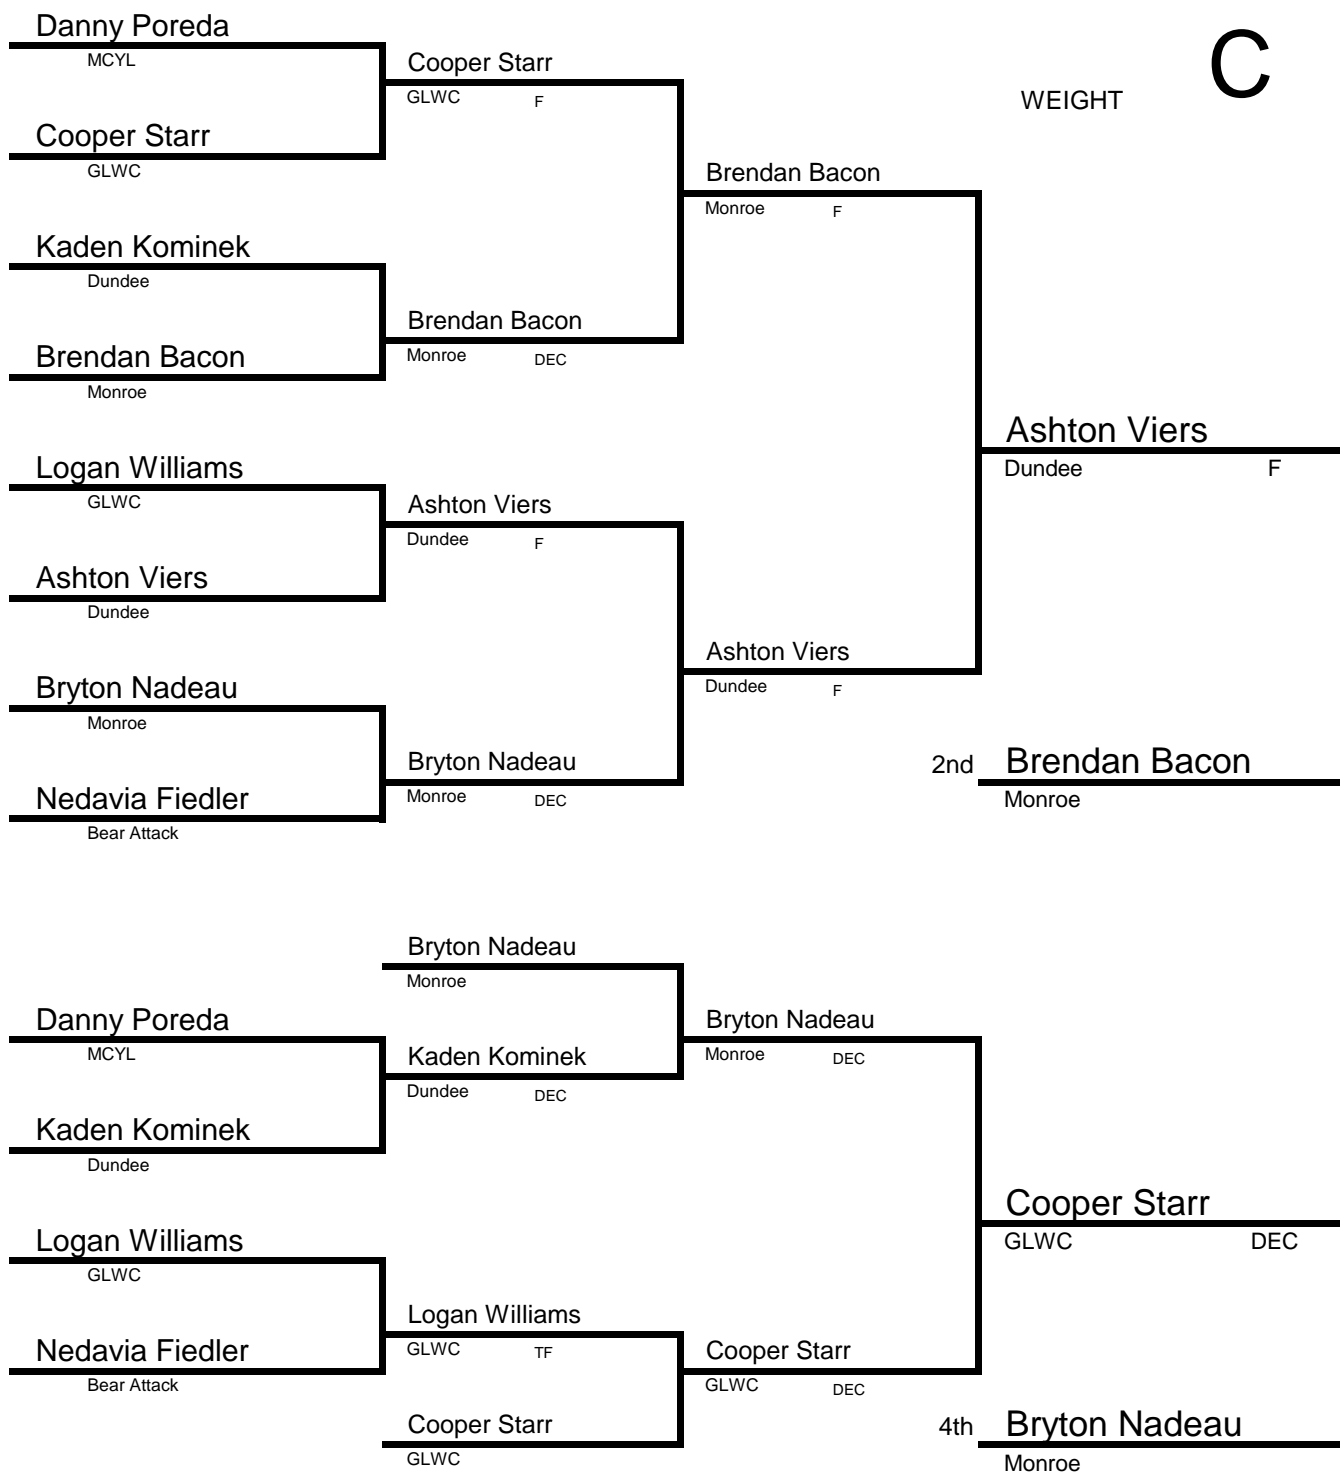 Danny Poreda
MCYL
Cooper Starr
GLWC F
C
WEIGHT
Cooper Starr
GLWC
Brendan Bacon
Monroe F
Kaden Kominek
Dundee
Brendan Bacon
Monroe DEC
Brendan Bacon
Monroe
Ashton Viers
Dundee F
Logan Williams
GLWC
Ashton Viers
Dundee F
Ashton Viers
Dundee
Ashton Viers
Dundee F
Bryton Nadeau
Monroe
Bryton Nadeau
Monroe DEC
2nd Brendan Bacon
Monroe
Nedavia Fiedler
Bear Attack
Bryton Nadeau
Monroe
Danny Poreda
MCYL
Bryton Nadeau
Monroe DEC
Kaden Kominek
Dundee DEC
Kaden Kominek
Dundee
Cooper Starr
GLWC DEC
Logan Williams
GLWC
Logan Williams
GLWC TF
Nedavia Fiedler
Bear Attack
Cooper Starr
GLWC DEC
Cooper Starr
GLWC
4th Bryton Nadeau
Monroe